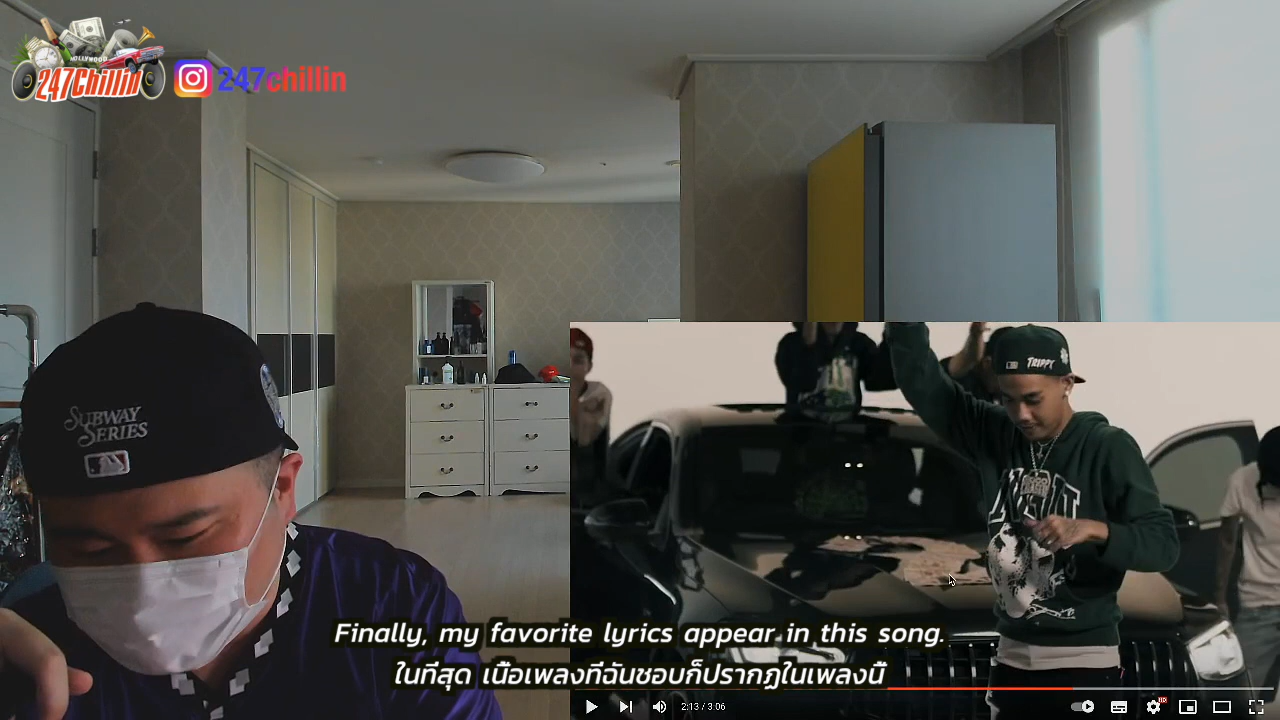 HOLLYWOOD
247Chillin
247chillin
SUBWAY
SERIES
TRIPPY
Finally, my favorite lyrics appear in this song.
ในที่สุด เนื้อเพลงที่ฉันชอบก็ปรากฏในเพลงนี้
2:13 / 3:06
HD